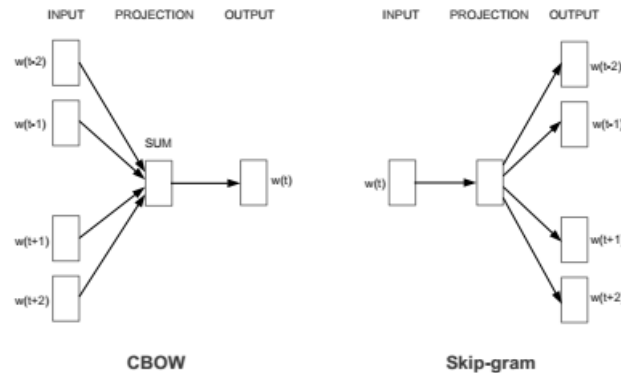 INPUT PROJECTION OUTPUT
w(t-2)
w(t-1)
SUM
w(t)
w(t+1)
w(t+2)
CBOW
INPUT PROJECTION OUTPUT
w(t-2)
w(t-1)
w(t)
w(t+1)
w(t+2)
Skip-gram